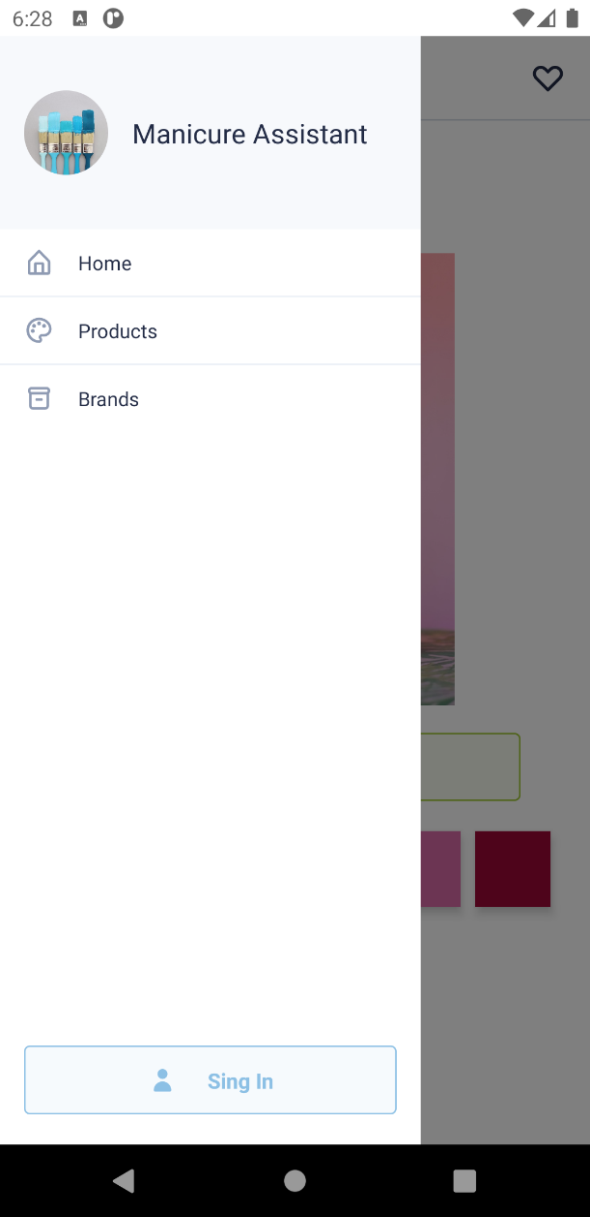 6:28
Manicure Assistant
Home
Products
Brands
Sing In